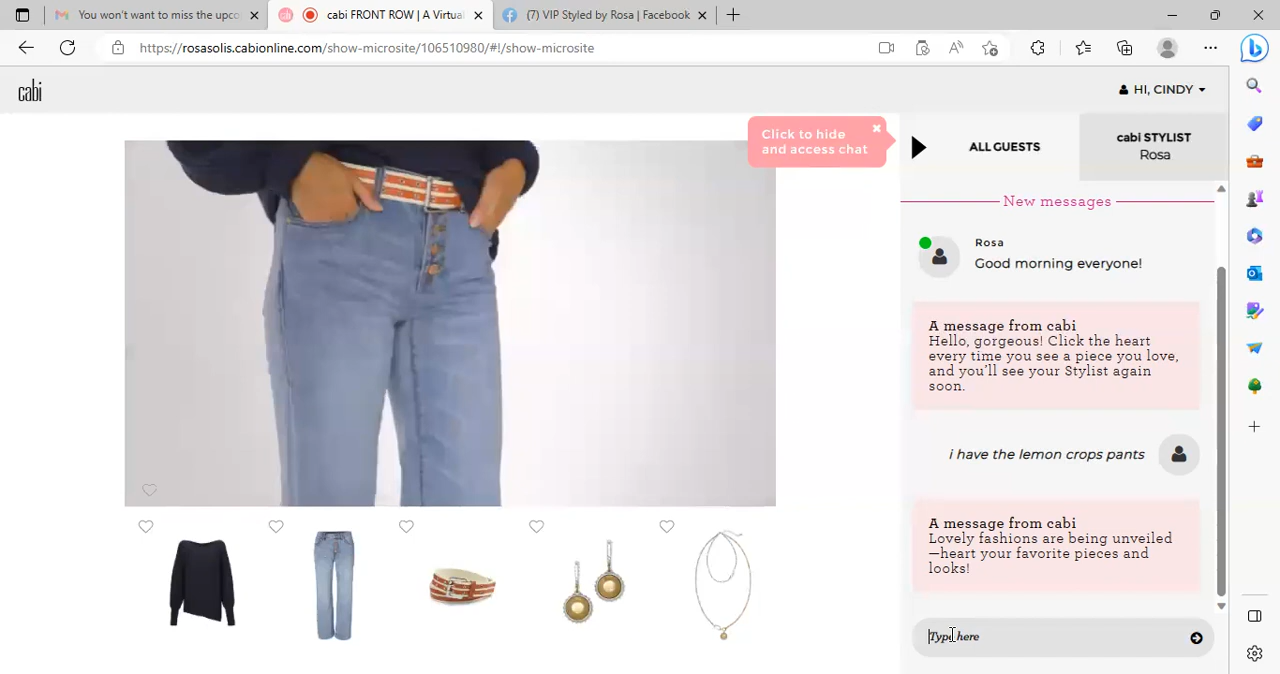 You won't want to miss the upco
cabi FRONT ROW | A Virtual
(7) VIP Styled by Rosa | Facebook
https://rosasolis.cabionline.com/show-microsite/106510980/#!/show-microsite
cabi
HI, CINDY
Click to hide
and access chat
ALL GUESTS
cabi STYLIST
Rosa
New messages
Rosa
Good morning everyone!
A message from cabi
Hello, gorgeous! Click the heart
every time you see a piece you love,
and you'll see your Stylist again
soon.
i have the lemon crops pants
A message from cabi
Lovely fashions are being unveiled
—heart your favorite pieces and
looks!
Type here